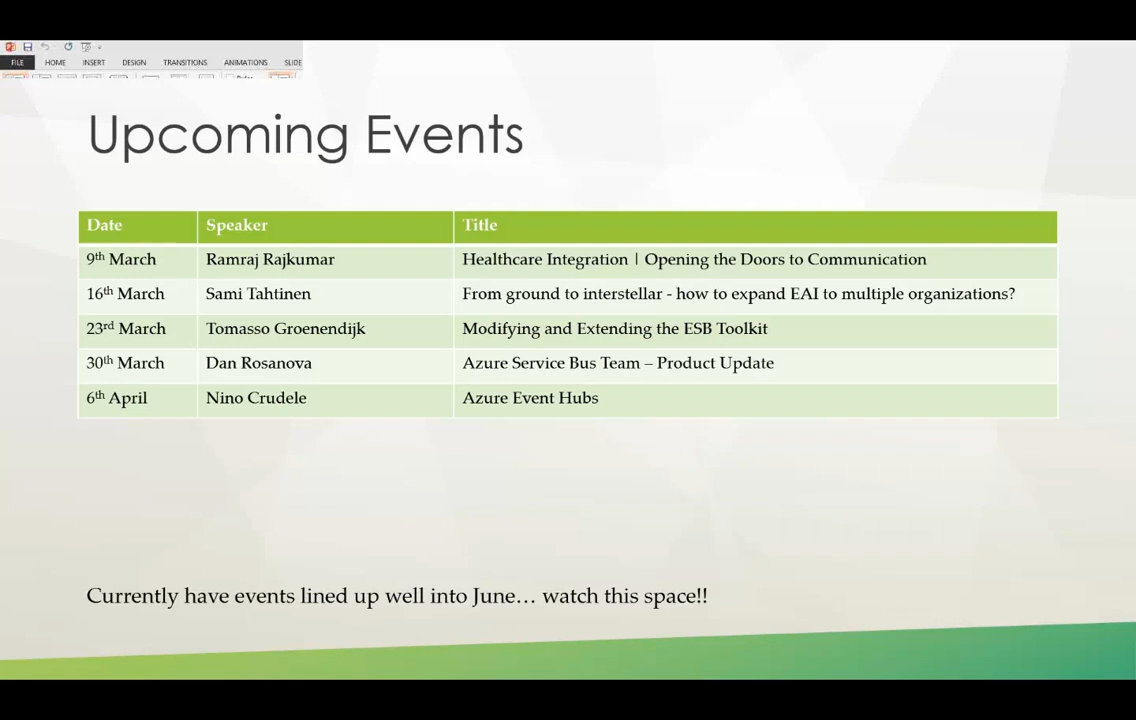 FILE HOME INSERT DESIGN TRANSITIONS ANIMATIONS SLIDE
Upcoming Events
Date Speaker Title
9th March Ramraj Rajkumar Healthcare Integration | Opening the Doors to Communication
16th March Sami Tahtinen From ground to interstellar - how to expand EAI to multiple organizations?
23rd March Tomasso Groenendijk Modifying and Extending the ESB Toolkit
30th March Dan Rosanova Azure Service Bus Team – Product Update
6th April Nino Crudele Azure Event Hubs
Currently have events lined up well into June… watch this space!!